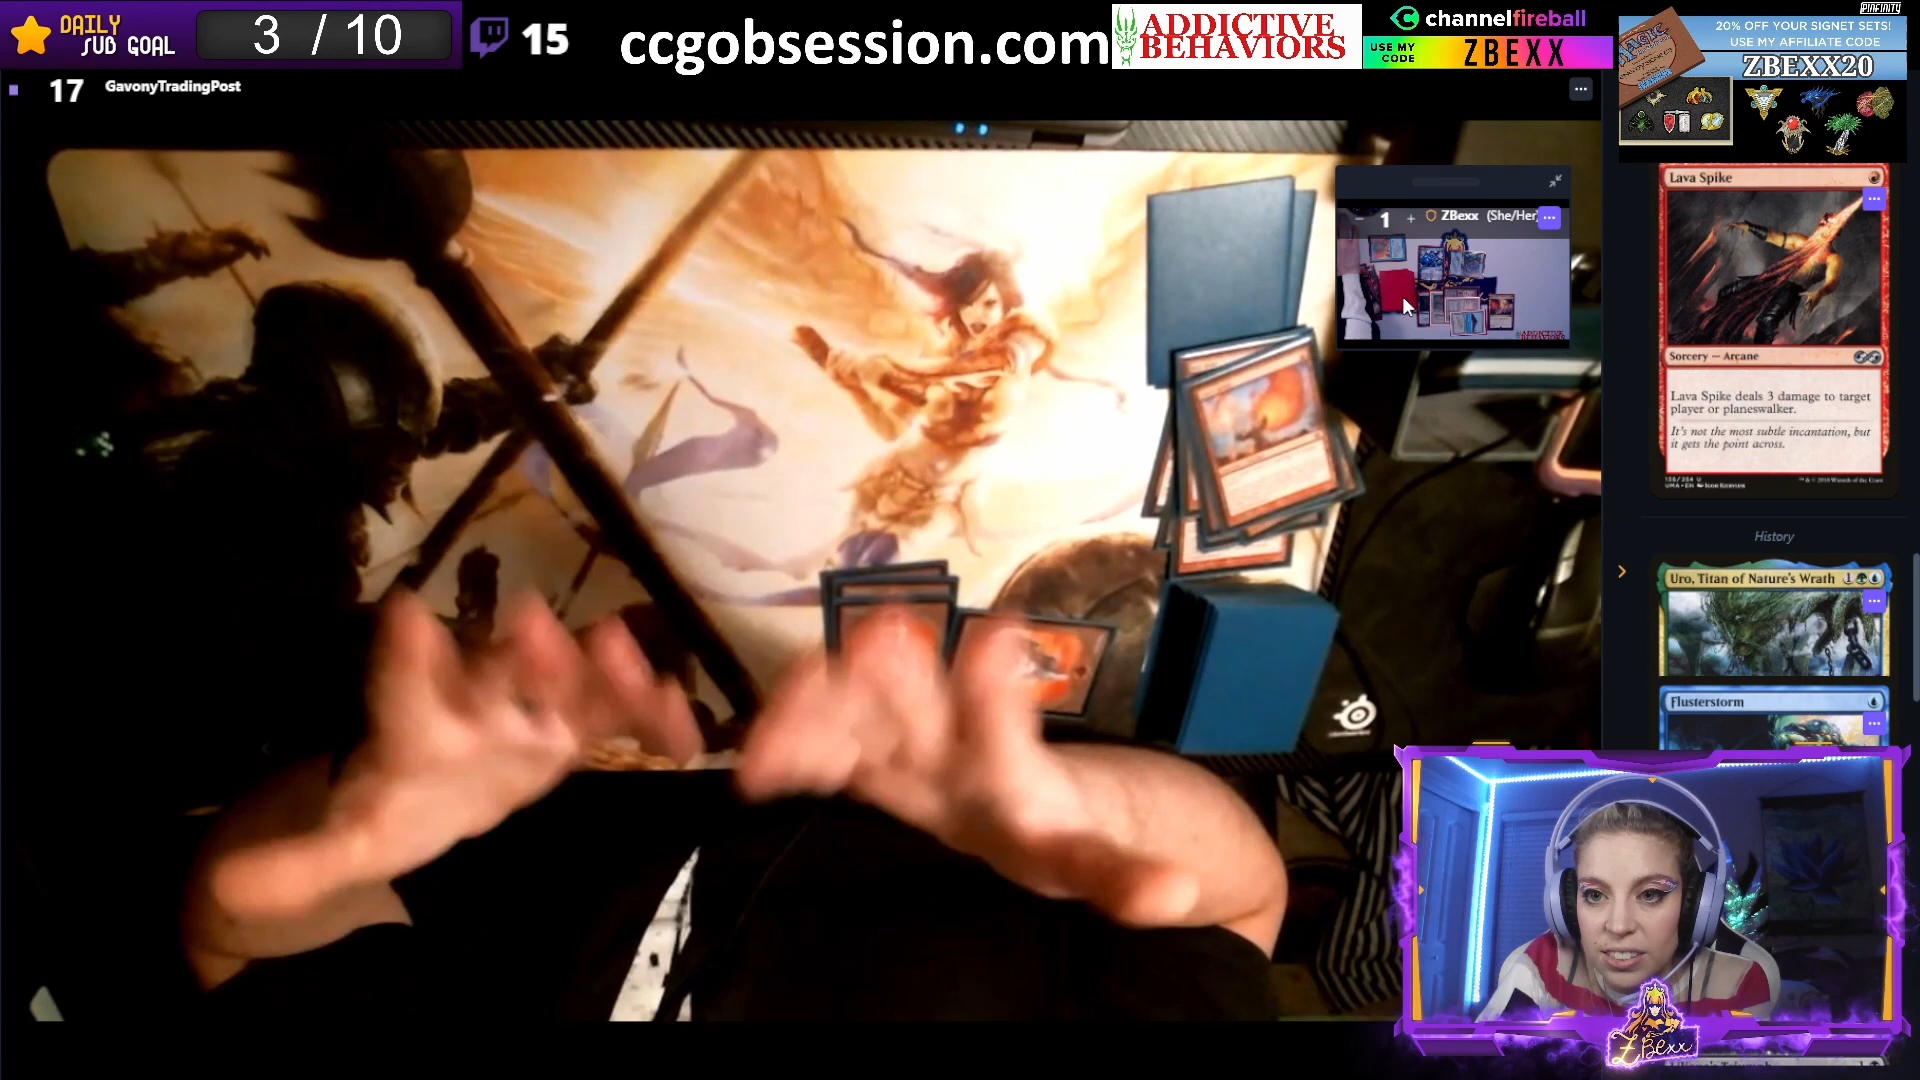 DAILY
SUB GOAL
3 / 10
15
ccgobsession.com
ADDICTIVE
BEHAVIORS
channelfireball
USE MY
CODE
ZBEXX
PINFINITY
20% OFF YOUR SIGNET SETS!
USE MY AFFILIATE CODE
ZBEXX20
17
GavonyTradingPost
1 + ZBexx (She/Her
Lava Spike
Sorcery — Arcane
Lava Spike deals 3 damage to target
player or planeswalker.
It's not the most subtle incantation, but
it gets the point across.
History
Uro, Titan of Nature's Wrath
Flusterstorm
ZBexx